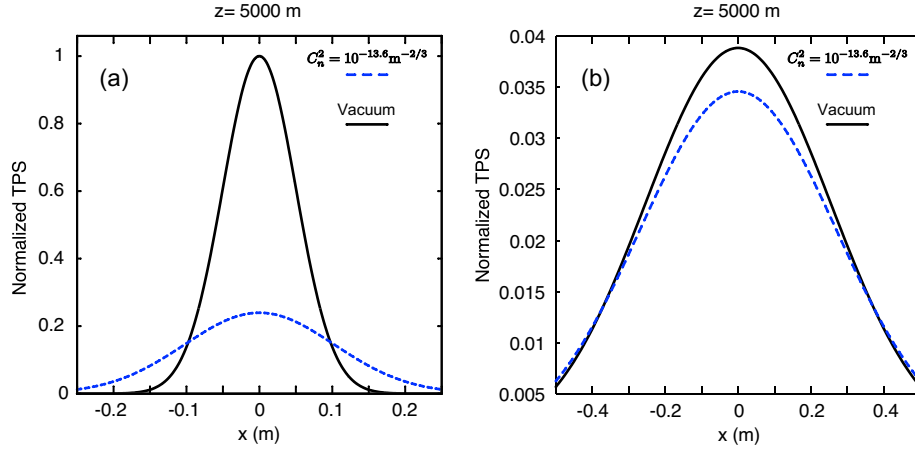 z= 5000 m
(a)
C_n^2 = 10^{-13.6} m^{-2/3}
Vacuum
Normalized TPS
1
0.8
0.6
0.4
0.2
0
-0.2
-0.1
0
0.1
0.2
x (m)
z= 5000 m
(b)
C_n^2 = 10^{-13.6} m^{-2/3}
Vacuum
Normalized TPS
0.04
0.035
0.03
0.025
0.02
0.015
0.01
0.005
-0.4
-0.2
0
0.2
0.4
x (m)